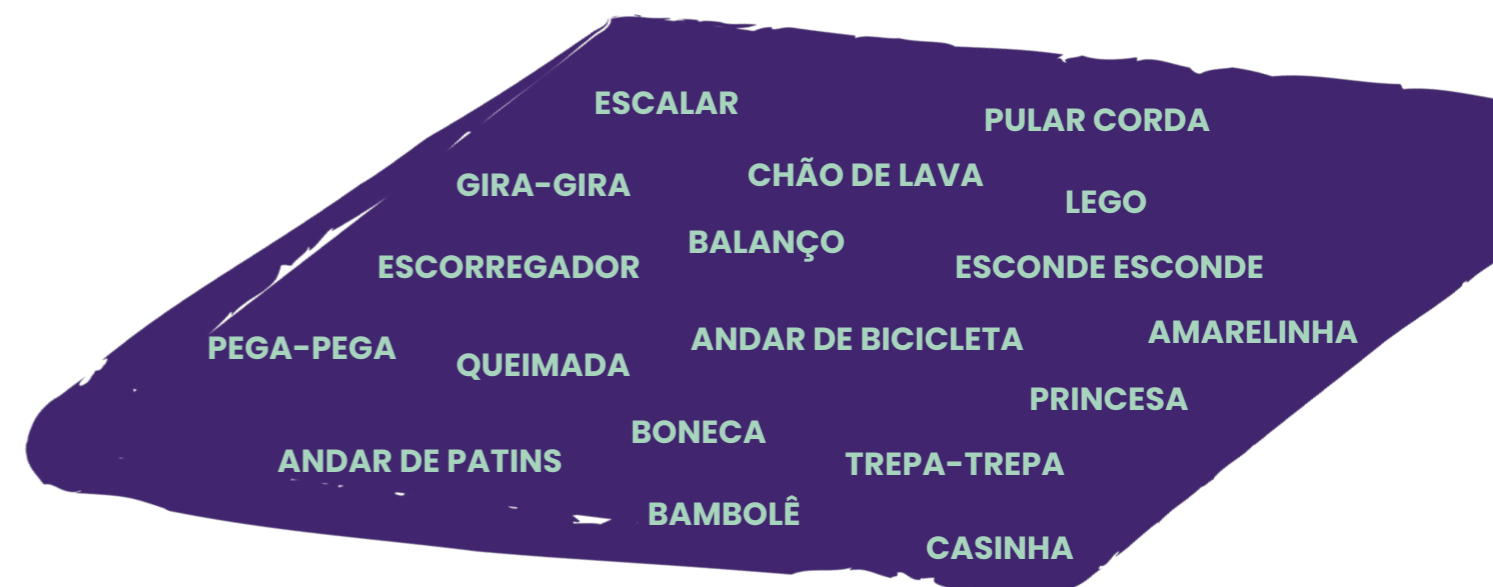 ESCALAR
PULAR CORDA
CHÃO DE LAVA
GIRA-GIRA
LEGO
BALANÇO
ESCORREGADOR
ESCONDE ESCONDE
AMARELINHA
ANDAR DE BICICLETA
PEGA-PEGA
QUEIMADA
PRINCESA
BONECA
ANDAR DE PATINS
TREPA-TREPA
BAMBOLÊ
CASINHA